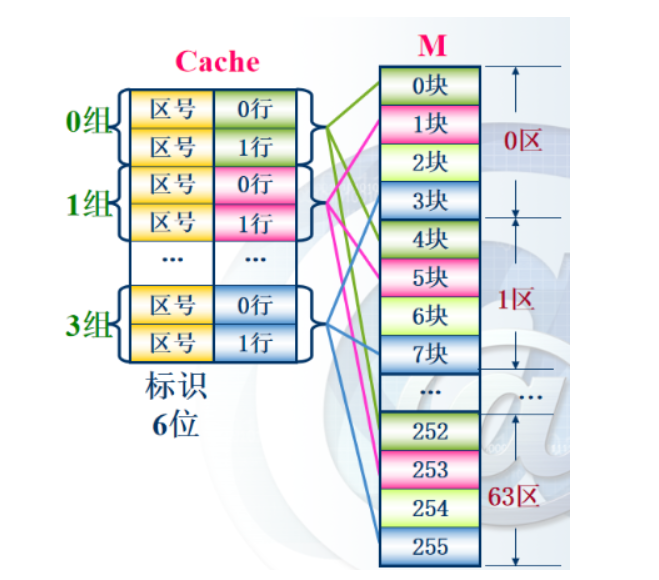 Cache
M
0组
区号 0行
区号 1行
1组
区号 0行
区号 1行
... ...
3组
区号 0行
区号 1行
标识
6位
0块
1块
2块
3块
0区
4块
5块
6块
7块
1区
... ...
252
253
254
255
63区